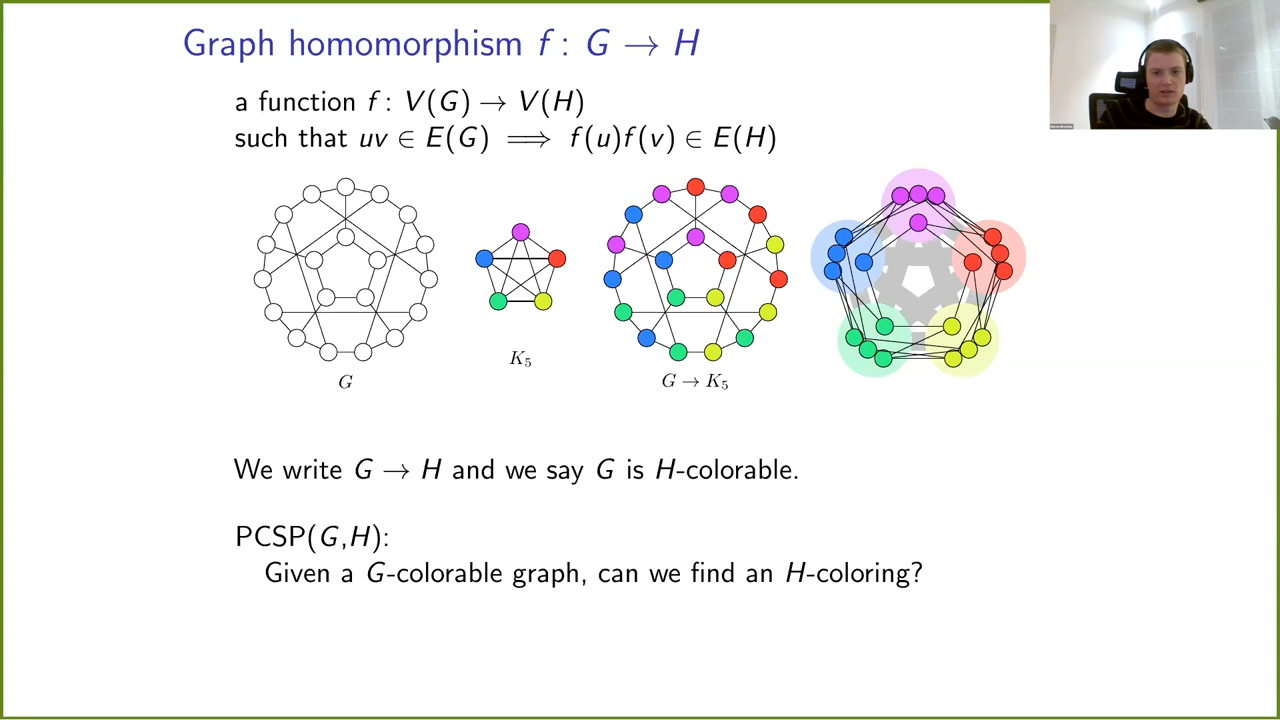 Graph homomorphism f : G → H
a function f : V(G) → V(H)
such that uv ∈ E(G) ⟹ f(u)f(v) ∈ E(H)
G
K₅
G → K₅
We write G → H and we say G is H-colorable.
PCSP(G,H):
Given a G-colorable graph, can we find an H-coloring?